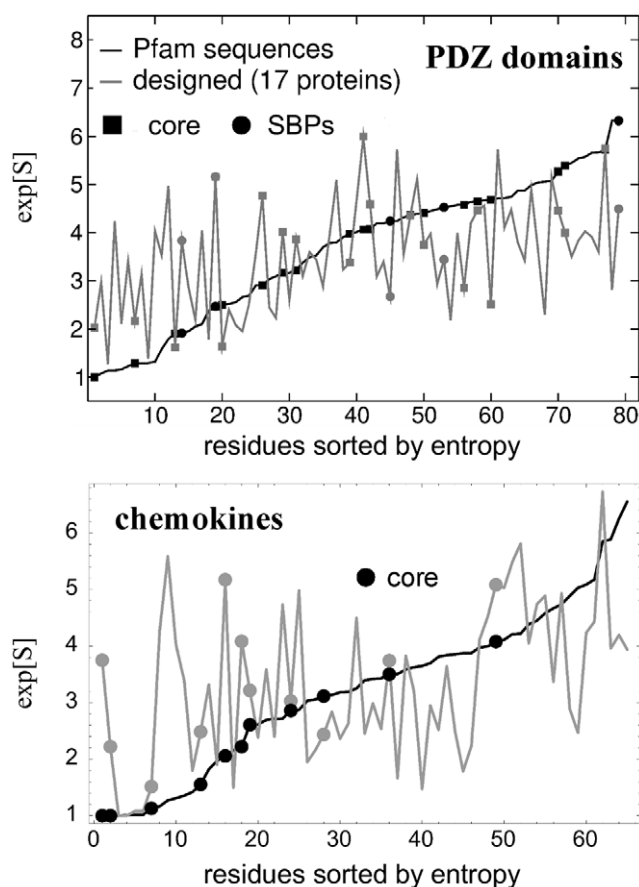 8
Pfam sequences
PDZ domains
designed (17 proteins)
7
core
SBPs
6
5
exp[S]
4
3
2
1
10 20 30 40 50 60 70 80
residues sorted by entropy
chemokines
6
core
5
exp[S]
4
3
2
1
0 10 20 30 40 50 60
residues sorted by entropy